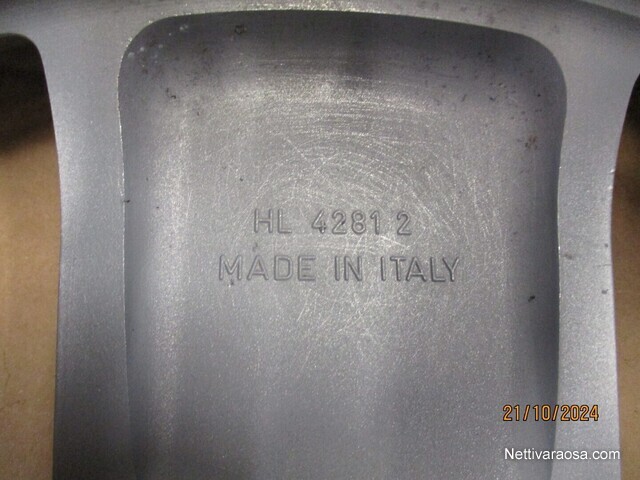 HL 4281 2
MADE IN ITALY
21/10/2024
Nettivaraosa.com